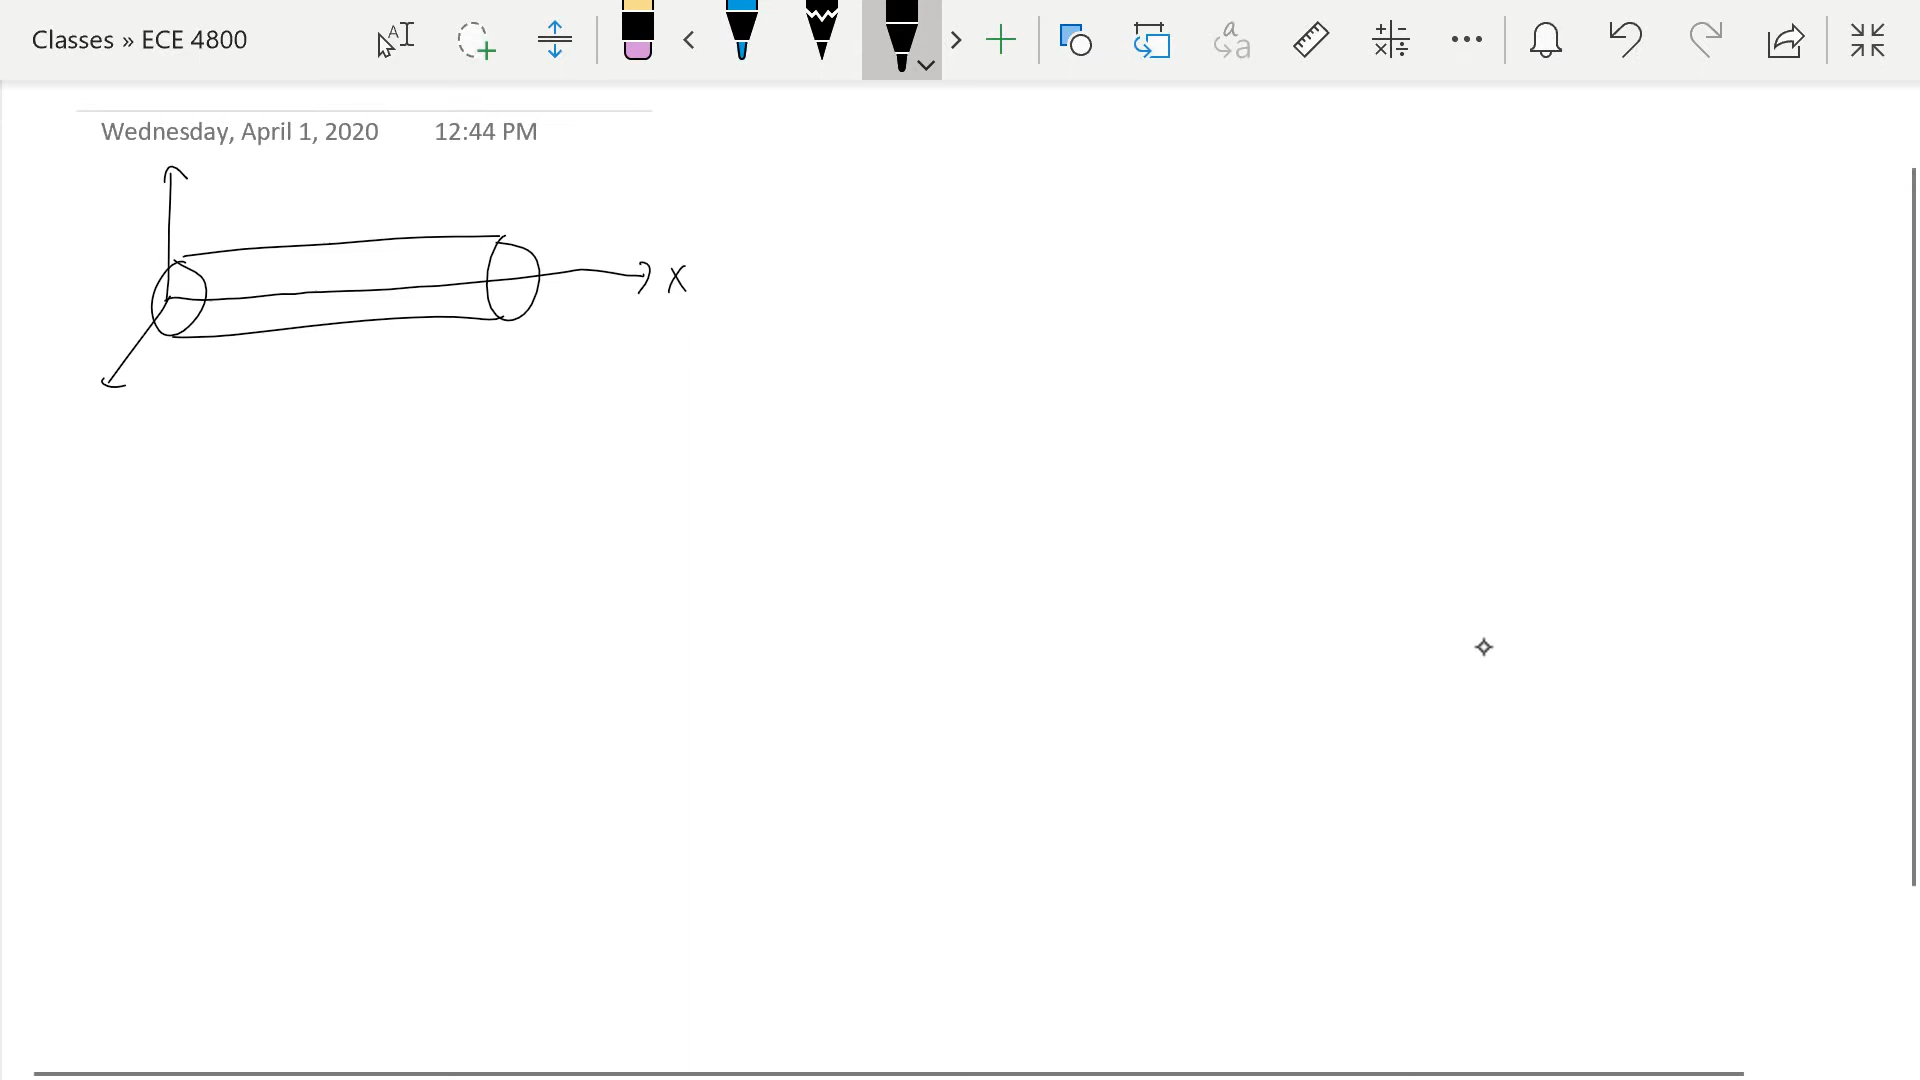 Classes » ECE 4800
Wednesday, April 1, 2020 12:44 PM
X